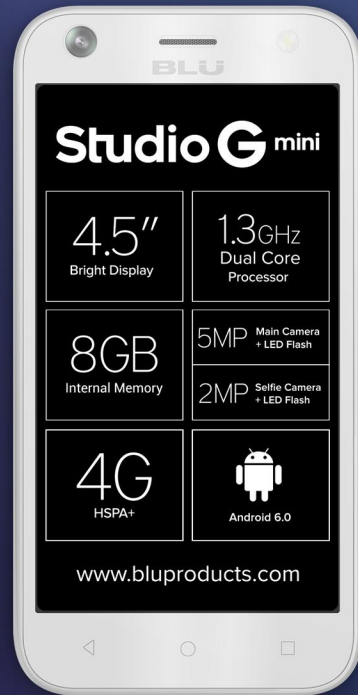 BLU
Studio G mini
4.5"
Bright Display
1.3GHz
Dual Core
Processor
8GB
Internal Memory
5MP Main Camera
+ LED Flash
2MP Selfie Camera
+ LED Flash
4G
HSPA+
Android 6.0
www.bluproducts.com